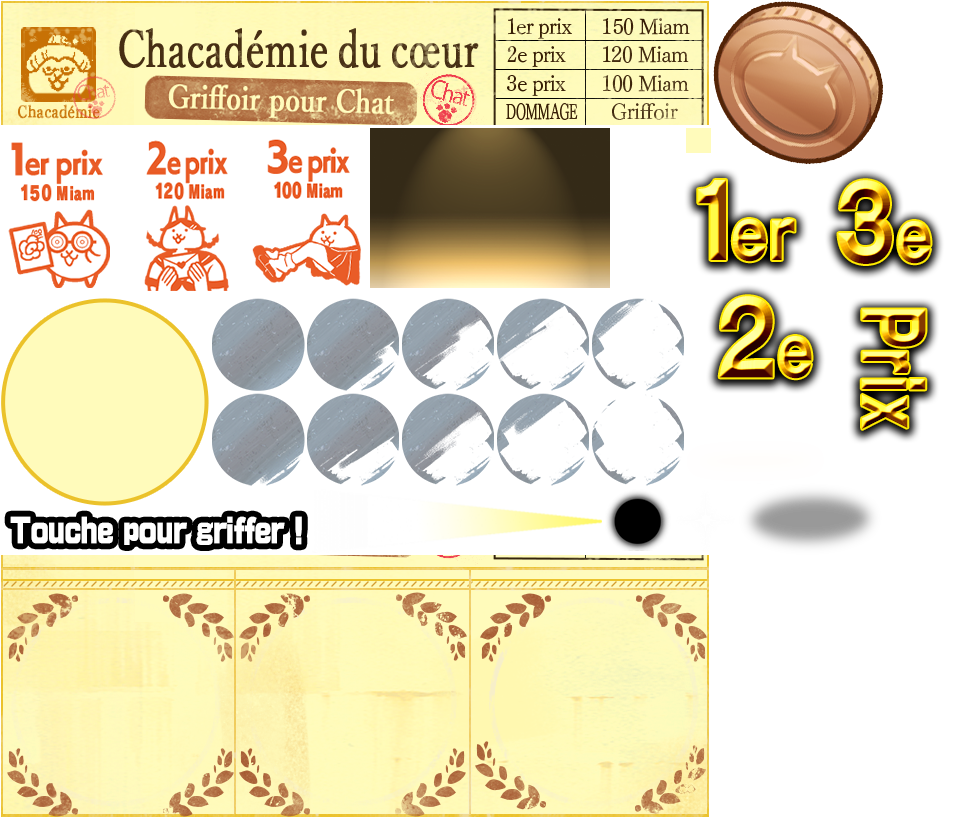 Chacadémie du cœur
Griffoir pour Chat
Chacadémie
Chat
Chat
1er prix 150 Miam
2e prix 120 Miam
3e prix 100 Miam
DOMMAGE Griffoir
1er prix
150 Miam
2e prix
120 Miam
3e prix
100 Miam
1er
3e
2e
Prix
Touche pour griffer !